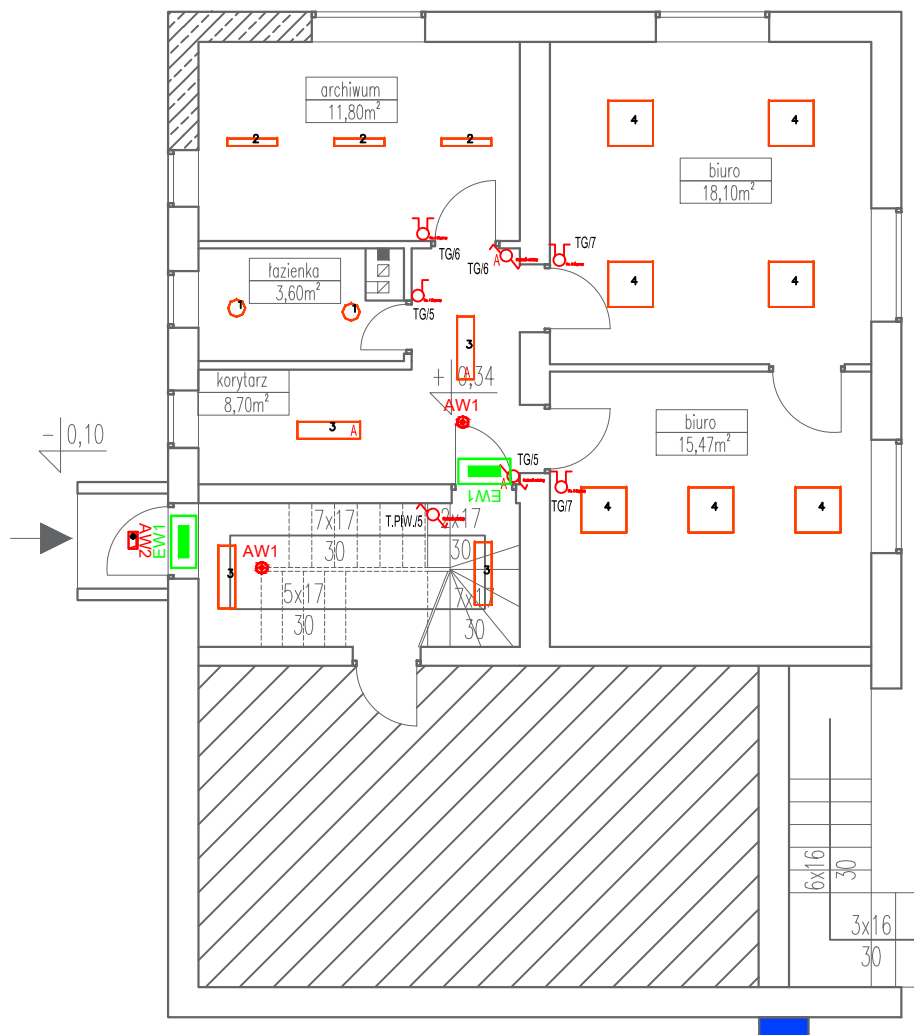 archiwum
11,80m²
2
2
2
4
4
biuro
18,10m²
TG/6
TG/6
A
TG/7
łazienka
3,60m²
1
1
TG/5
4
4
3
A
korytarz
8,70m²
+ 0,34
AW1
3
A
biuro
15,47m²
- 0,10
TG/5
A
EW1
TG/7
4
4
4
T.PIW./5
7x17
30
30
AW2
EW1
AW1
3
3
5x17
30
7x17
30
6x16
30
3x16
30